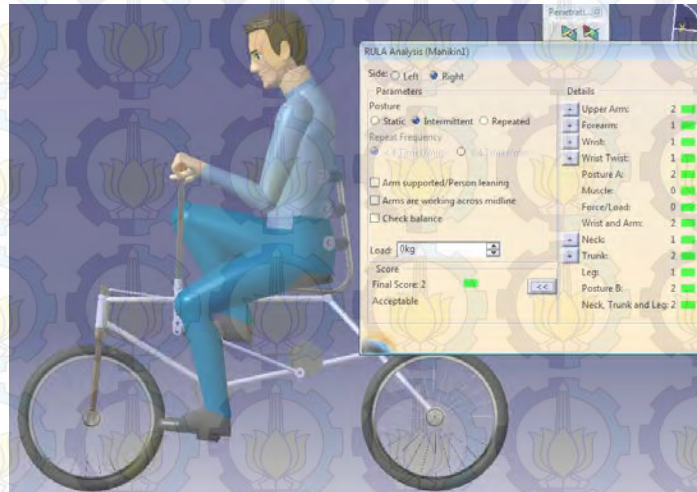 Penetrati...
RULA Analysis (Manikin1)
Side: Left Right
Parameters
Posture
Static Intermittent Repeated
Repeat Frequency
Arm supported/Person leaning
Arms are working across midline
Check balance
Load: 0kg
Score
Final Score: 2
<<
Acceptable
Details
+ Upper Arm: 2
+ Forearm: 1
+ Wrist: 1
+ Wrist Twist: 1
Posture A: 2
Muscle: 0
Force/Load: 0
Wrist and Arm: 2
+ Neck: 1
+ Trunk: 2
Leg: 1
Posture B: 2
Neck, Trunk and Leg: 2